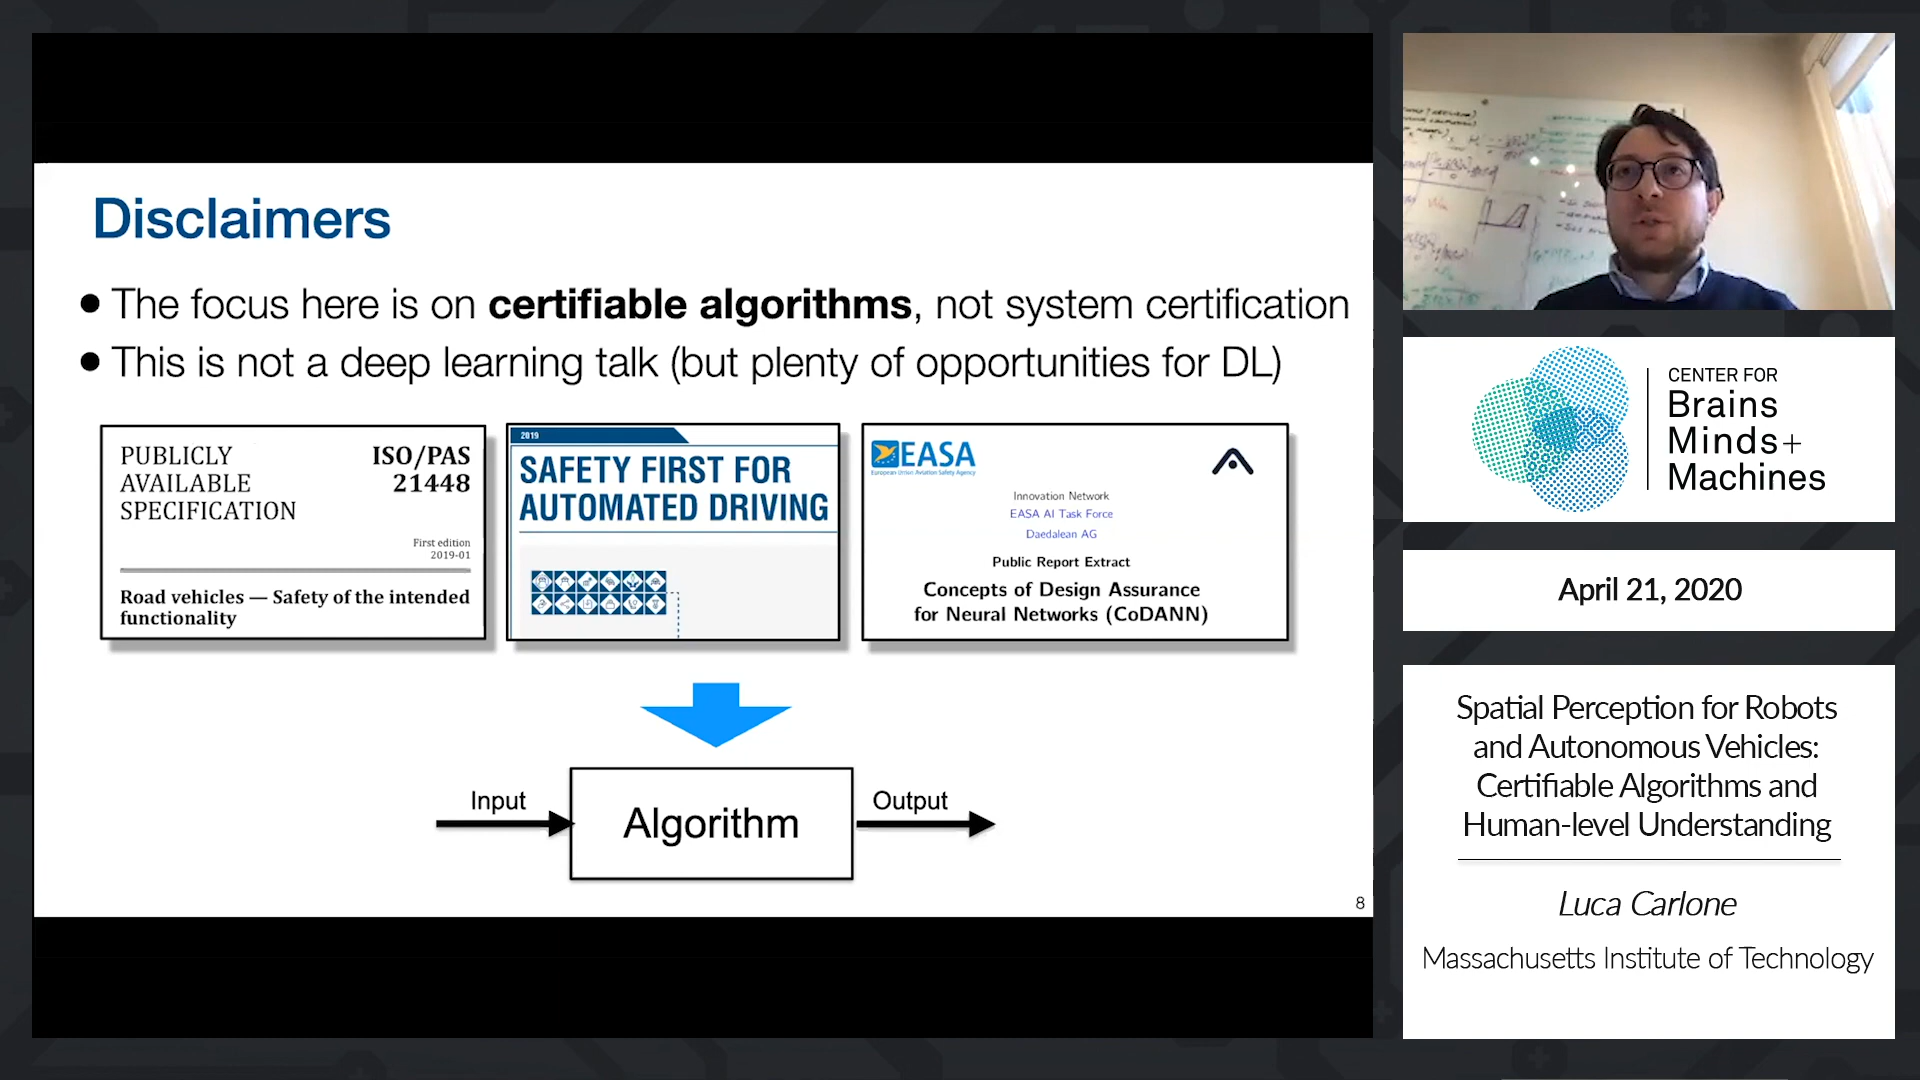 Disclaimers
● The focus here is on certifiable algorithms, not system certification
● This is not a deep learning talk (but plenty of opportunities for DL)
PUBLICLY
AVAILABLE
SPECIFICATION
ISO/PAS
21448
First edition
2019-01
Road vehicles — Safety of the intended
functionality
2019
SAFETY FIRST FOR
AUTOMATED DRIVING
EASA
European Union Aviation Safety Agency
Innovation Network
EASA AI Task Force
Daedalean AG
Public Report Extract
Concepts of Design Assurance
for Neural Networks (CoDANN)
Input
Algorithm
Output
8
CENTER FOR
Brains
Minds+
Machines
April 21, 2020
Spatial Perception for Robots
and Autonomous Vehicles:
Certifiable Algorithms and
Human-level Understanding
Luca Carlone
Massachusetts Institute of Technology